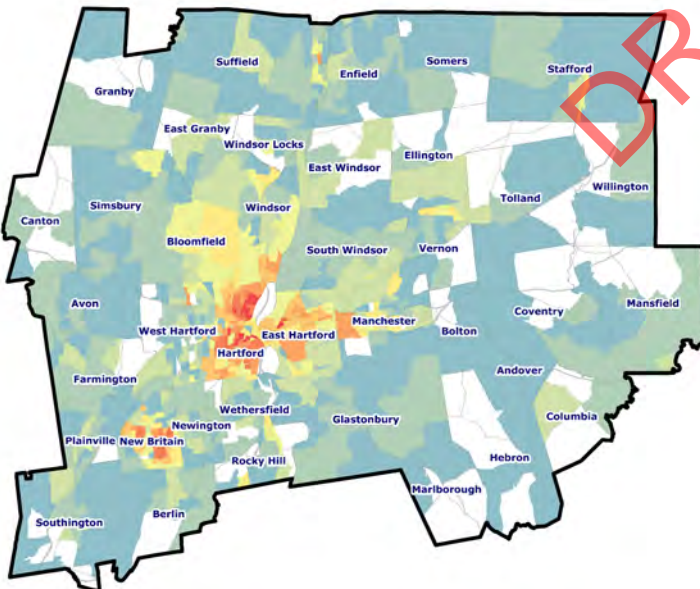 DR
Suffield
Enfield
Somers
Stafford
Granby
East Granby
Windsor Locks
East Windsor
Ellington
Tolland
Willington
Canton
Simsbury
Windsor
Bloomfield
South Windsor
Vernon
Avon
West Hartford
East Hartford
Manchester
Bolton
Coventry
Mansfield
Hartford
Andover
Farmington
Wethersfield
Glastonbury
Columbia
Plainville
New Britain
Newington
Rocky Hill
Hebron
Marlborough
Southington
Berlin